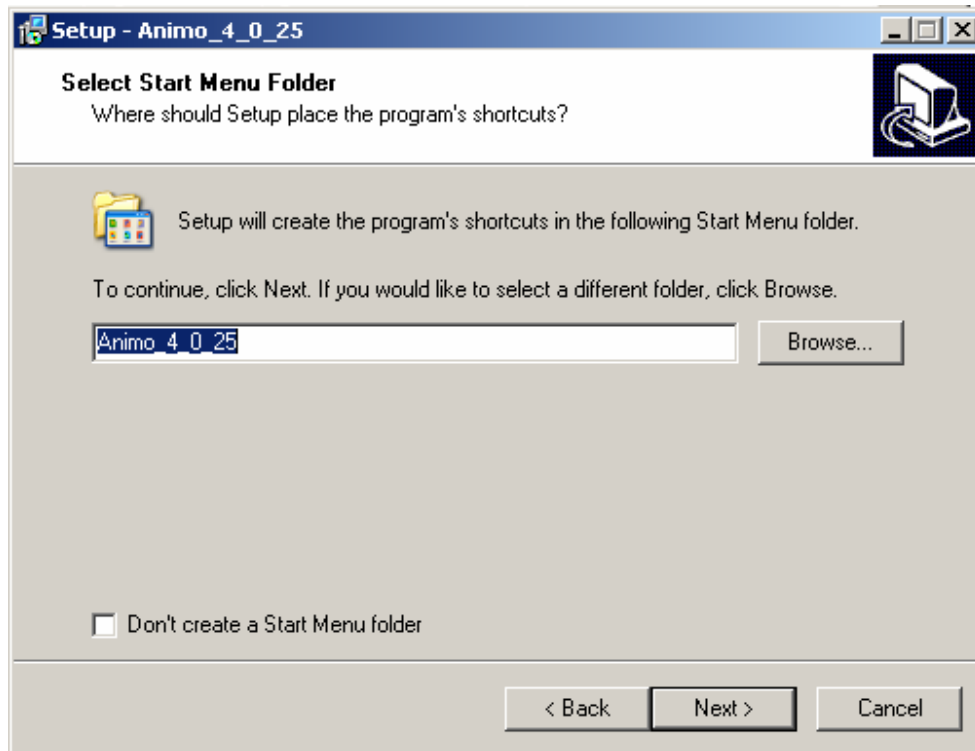 Setup - Animo_4_0_25
Select Start Menu Folder
Where should Setup place the program's shortcuts?
Setup will create the program's shortcuts in the following Start Menu folder.
To continue, click Next. If you would like to select a different folder, click Browse.
Animo_4_0_25
Browse...
Don't create a Start Menu folder
< Back
Next >
Cancel